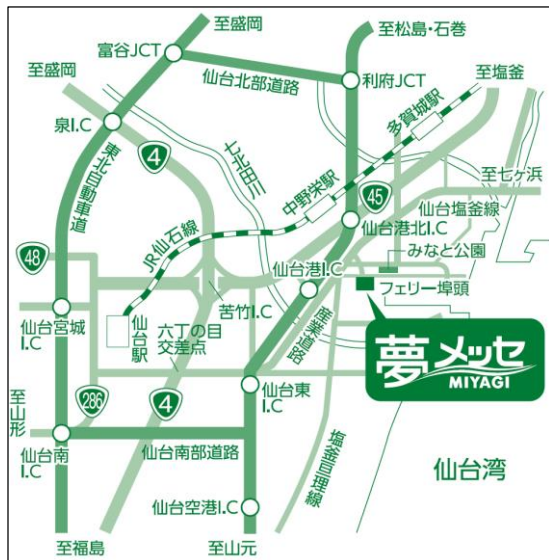 至盛岡
富谷JCT
至松島・石巻
至盛岡
仙台北部道路
利府JCT
至塩釜
泉I.C
4
七北田川
多賀城駅
中野栄駅
45
至七ヶ浜
東北自動車道
仙台塩釜線
仙台港北I.C
JR仙石線
みなと公園
48
仙台港I.C
フェリー埠頭
苦竹I.C
仙台宮城
I.C
仙台駅
六丁の目
交差点
産業道路
夢メッセ
MIYAGI
仙台東
I.C
至山形
286
4
仙台南
I.C
仙台南部道路
塩釜亘理線
仙台湾
仙台空港I.C
至福島
至山元